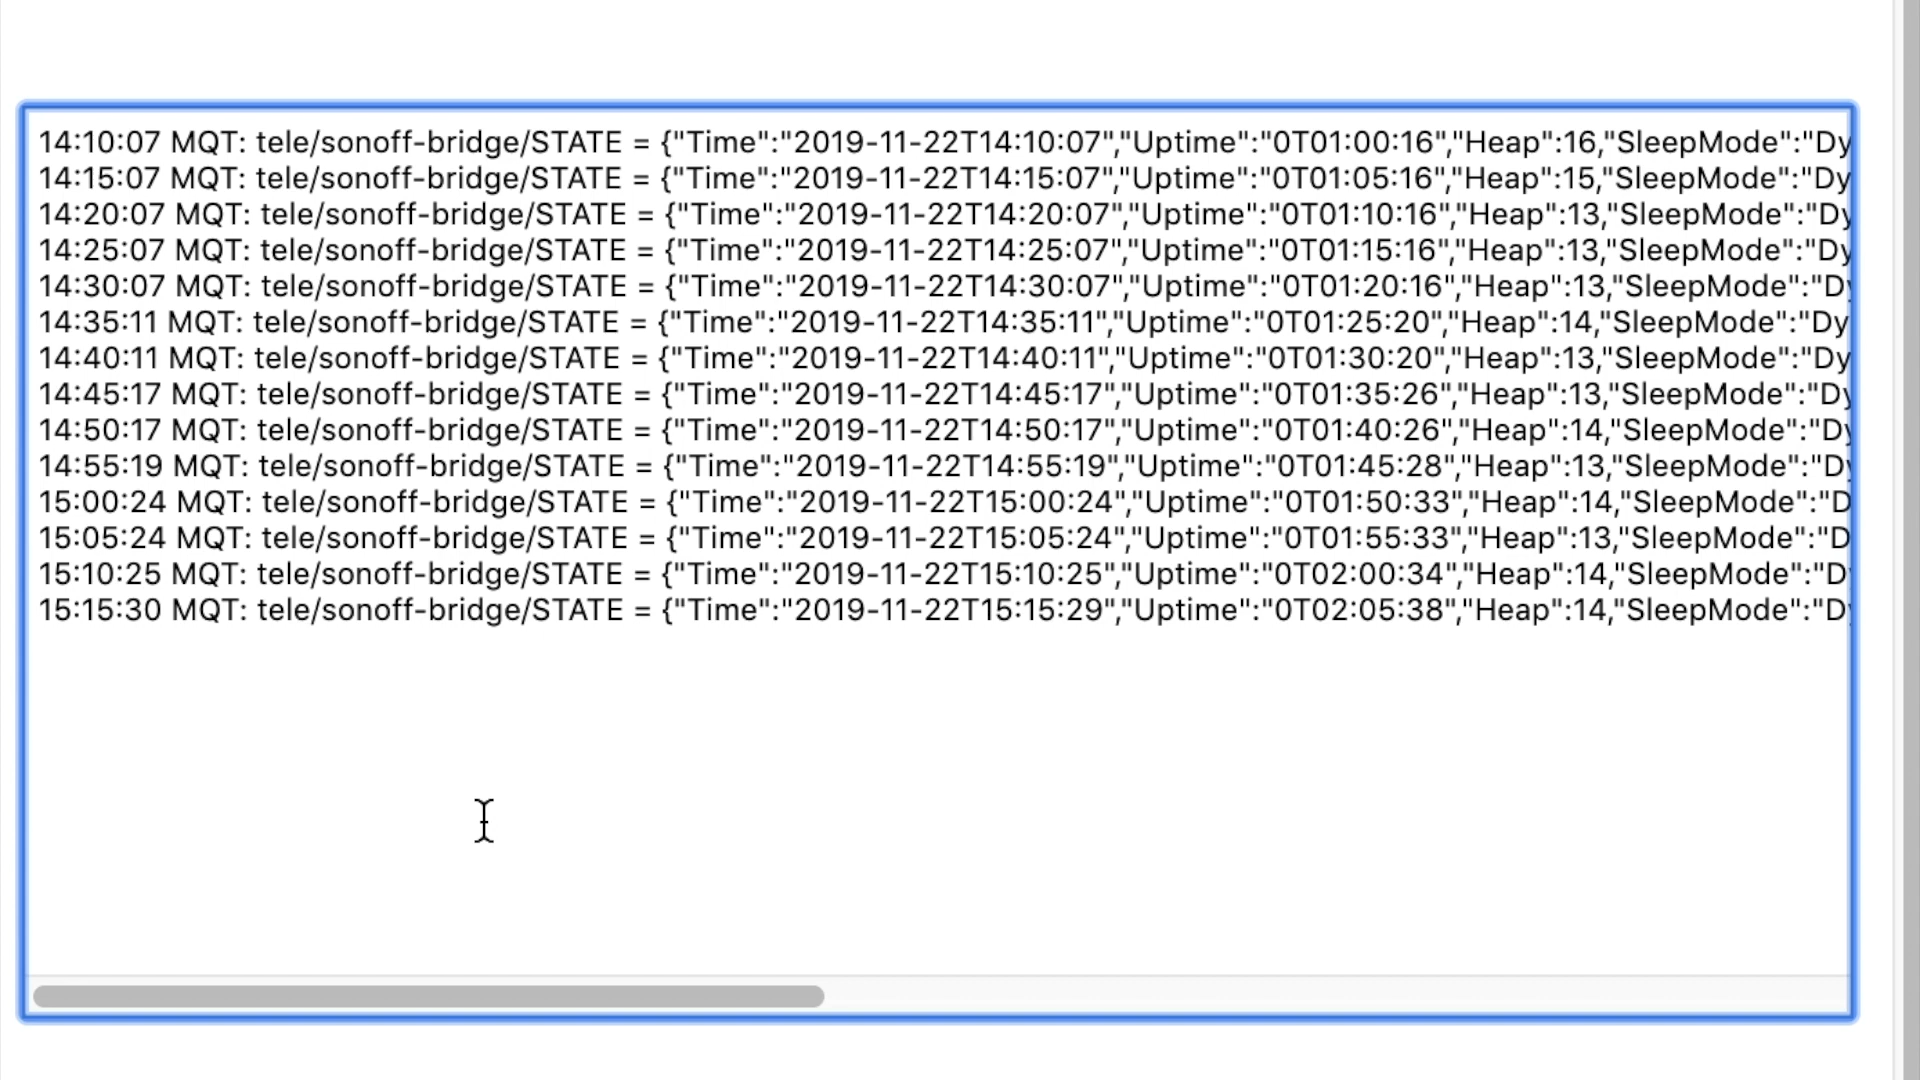 14:10:07 MQT: tele/sonoff-bridge/STATE = {"Time":"2019-11-22T14:10:07","Uptime":"0T01:00:16","Heap":16,"SleepMode":"Dy
14:15:07 MQT: tele/sonoff-bridge/STATE = {"Time":"2019-11-22T14:15:07","Uptime":"0T01:05:16","Heap":15,"SleepMode":"Dy
14:20:07 MQT: tele/sonoff-bridge/STATE = {"Time":"2019-11-22T14:20:07","Uptime":"0T01:10:16","Heap":13,"SleepMode":"Dy
14:25:07 MQT: tele/sonoff-bridge/STATE = {"Time":"2019-11-22T14:25:07","Uptime":"0T01:15:16","Heap":13,"SleepMode":"Dy
14:30:07 MQT: tele/sonoff-bridge/STATE = {"Time":"2019-11-22T14:30:07","Uptime":"0T01:20:16","Heap":13,"SleepMode":"Dy
14:35:11 MQT: tele/sonoff-bridge/STATE = {"Time":"2019-11-22T14:35:11","Uptime":"0T01:25:20","Heap":14,"SleepMode":"Dy
14:40:11 MQT: tele/sonoff-bridge/STATE = {"Time":"2019-11-22T14:40:11","Uptime":"0T01:30:20","Heap":13,"SleepMode":"Dy
14:45:17 MQT: tele/sonoff-bridge/STATE = {"Time":"2019-11-22T14:45:17","Uptime":"0T01:35:26","Heap":13,"SleepMode":"Dy
14:50:17 MQT: tele/sonoff-bridge/STATE = {"Time":"2019-11-22T14:50:17","Uptime":"0T01:40:26","Heap":14,"SleepMode":"Dy
14:55:19 MQT: tele/sonoff-bridge/STATE = {"Time":"2019-11-22T14:55:19","Uptime":"0T01:45:28","Heap":13,"SleepMode":"Dy
15:00:24 MQT: tele/sonoff-bridge/STATE = {"Time":"2019-11-22T15:00:24","Uptime":"0T01:50:33","Heap":14,"SleepMode":"D
15:05:24 MQT: tele/sonoff-bridge/STATE = {"Time":"2019-11-22T15:05:24","Uptime":"0T01:55:33","Heap":13,"SleepMode":"D
15:10:25 MQT: tele/sonoff-bridge/STATE = {"Time":"2019-11-22T15:10:25","Uptime":"0T02:00:34","Heap":14,"SleepMode":"Dy
15:15:30 MQT: tele/sonoff-bridge/STATE = {"Time":"2019-11-22T15:15:29","Uptime":"0T02:05:38","Heap":14,"SleepMode":"Dy